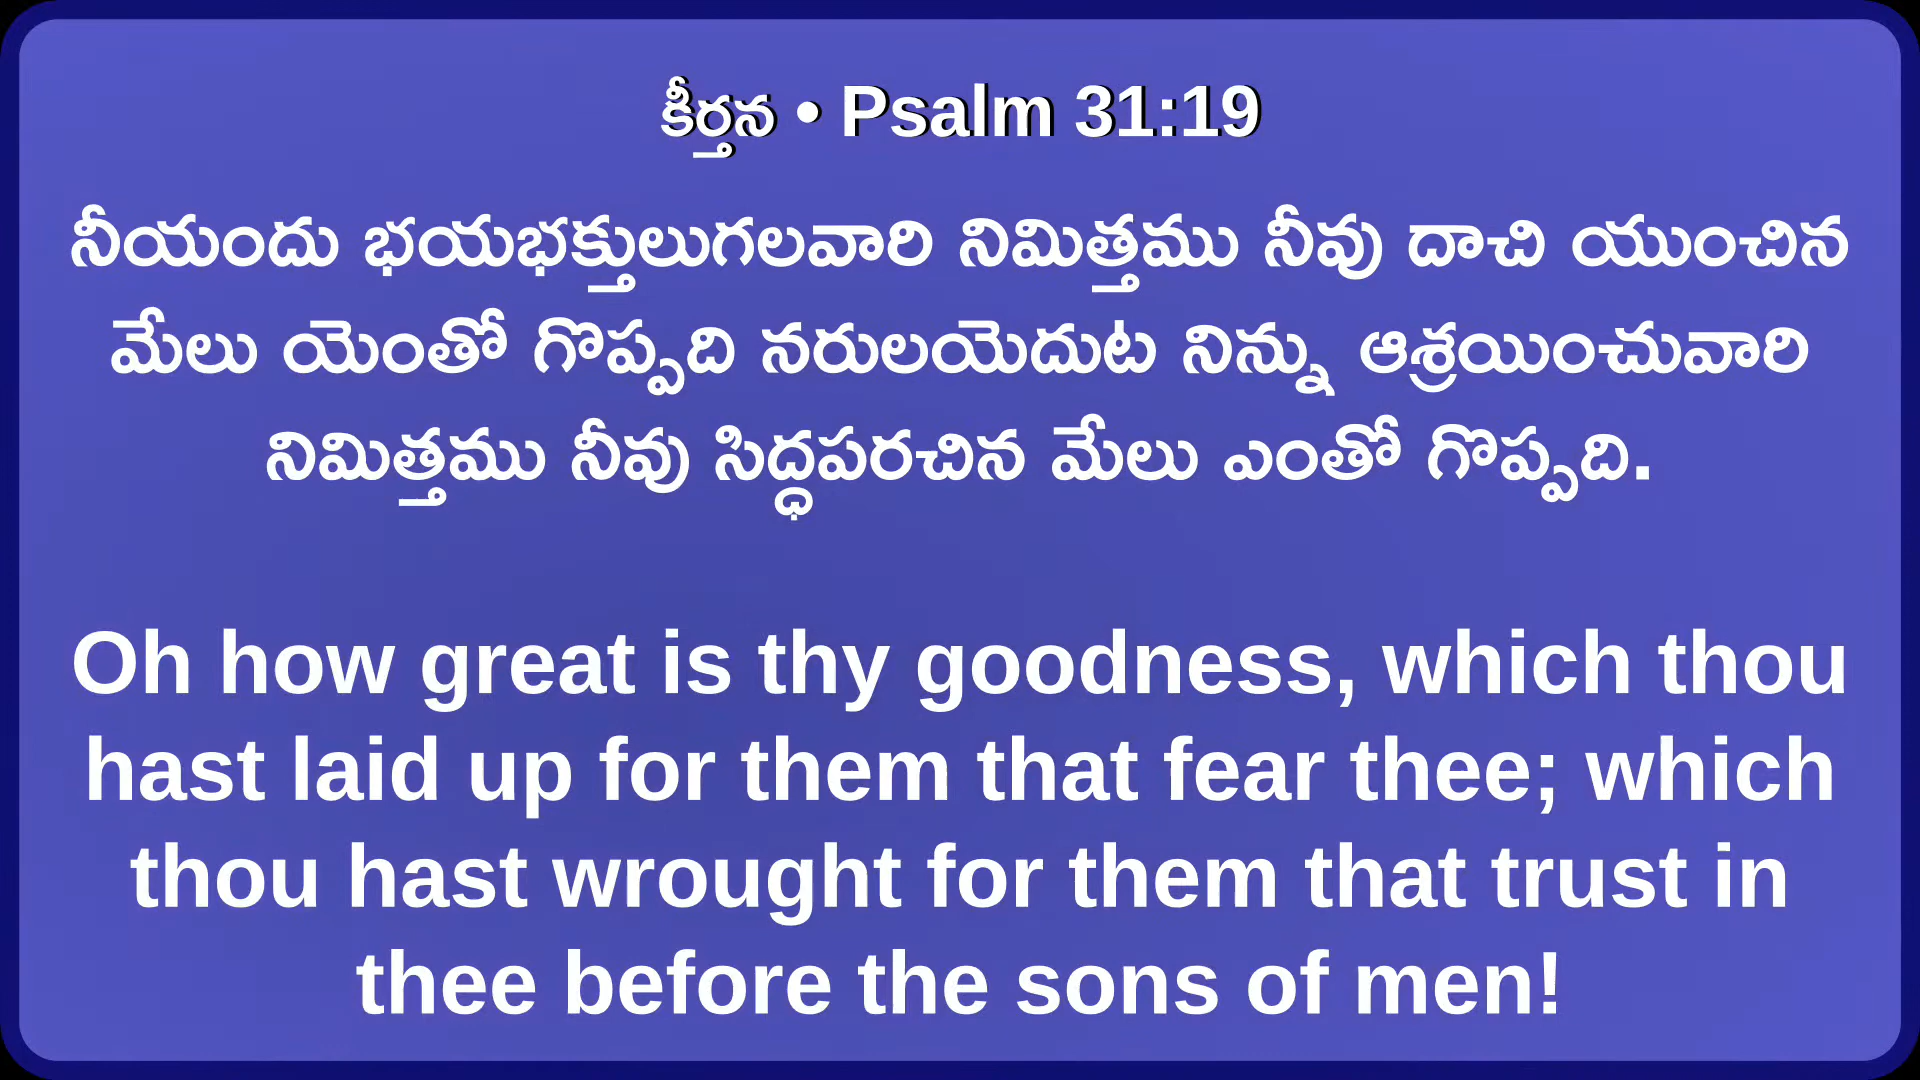 కీర్తన • Psalm 31:19
నీయందు భయభక్తులుగలవారి నిమిత్తము నీవు దాచి యుంచిన
మేలు యెంతో గొప్పది నరులయెదుట నిన్ను ఆశ్రయించువారి
నిమిత్తము నీవు సిద్ధపరచిన మేలు ఎంతో గొప్పది.
Oh how great is thy goodness, which thou
hast laid up for them that fear thee; which
thou hast wrought for them that trust in
thee before the sons of men!